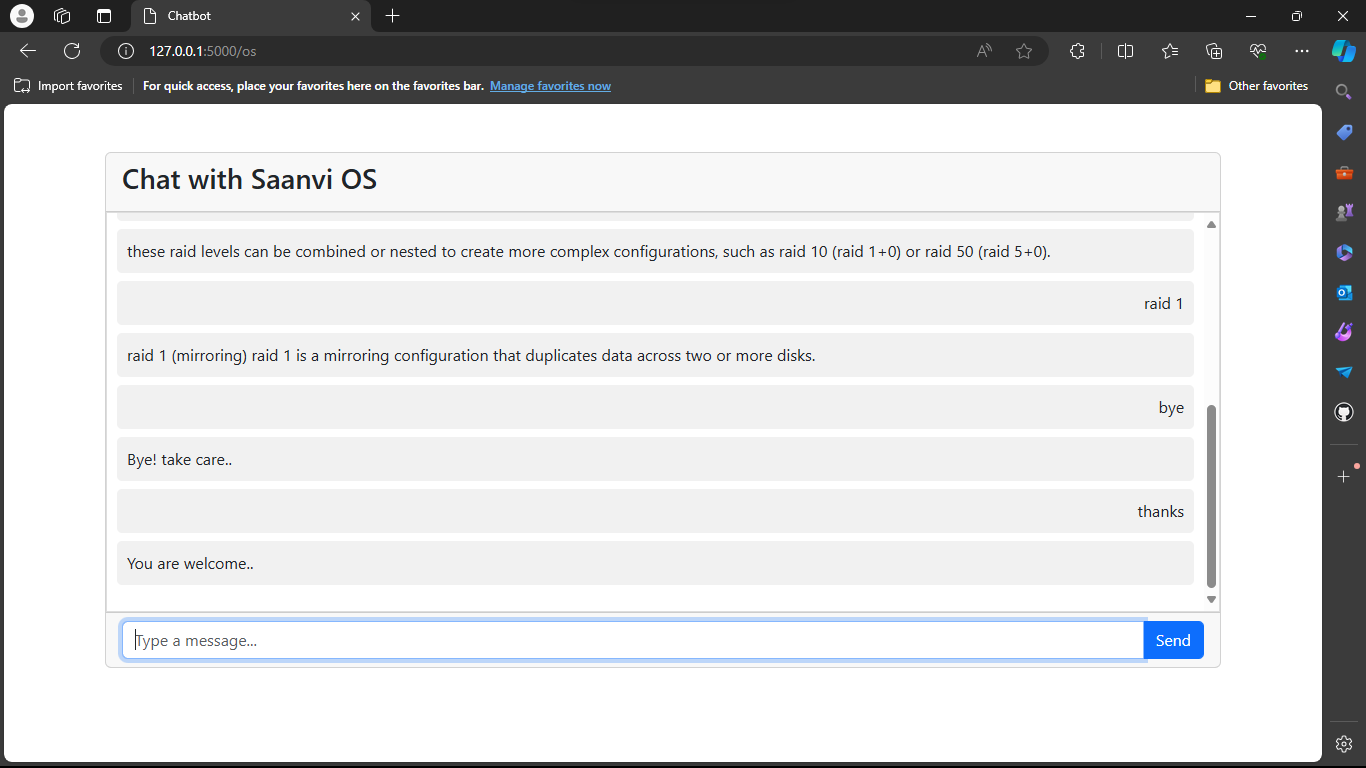 Chatbot
127.0.0.1:5000/os
Import favorites
For quick access, place your favorites here on the favorites bar. Manage favorites now
Other favorites
Chat with Saanvi OS
these raid levels can be combined or nested to create more complex configurations, such as raid 10 (raid 1+0) or raid 50 (raid 5+0).
raid 1
raid 1 (mirroring) raid 1 is a mirroring configuration that duplicates data across two or more disks.
bye
Bye! take care..
thanks
You are welcome..
Type a message...
Send